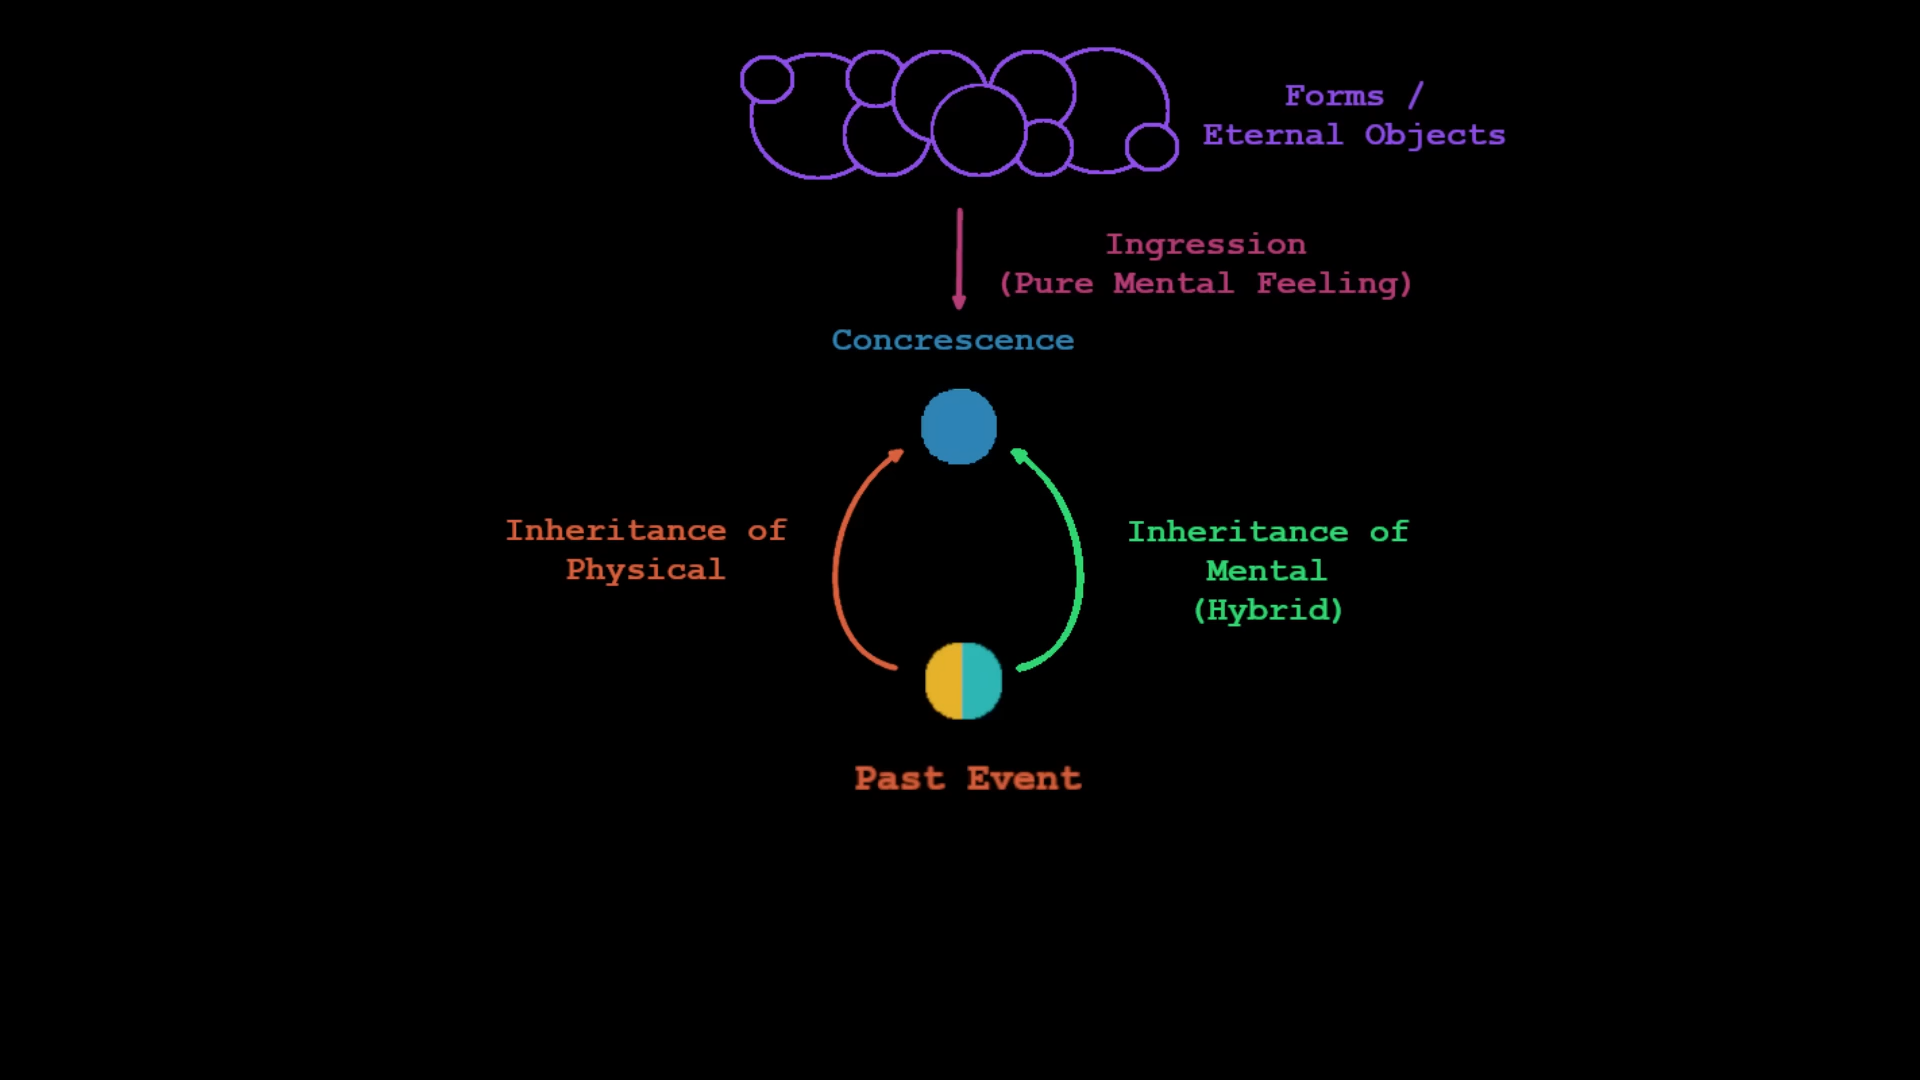 Forms /
Eternal Objects
Ingression
(Pure Mental Feeling)
Concrescence
Inheritance of
Physical
Inheritance of
Mental
(Hybrid)
Past Event